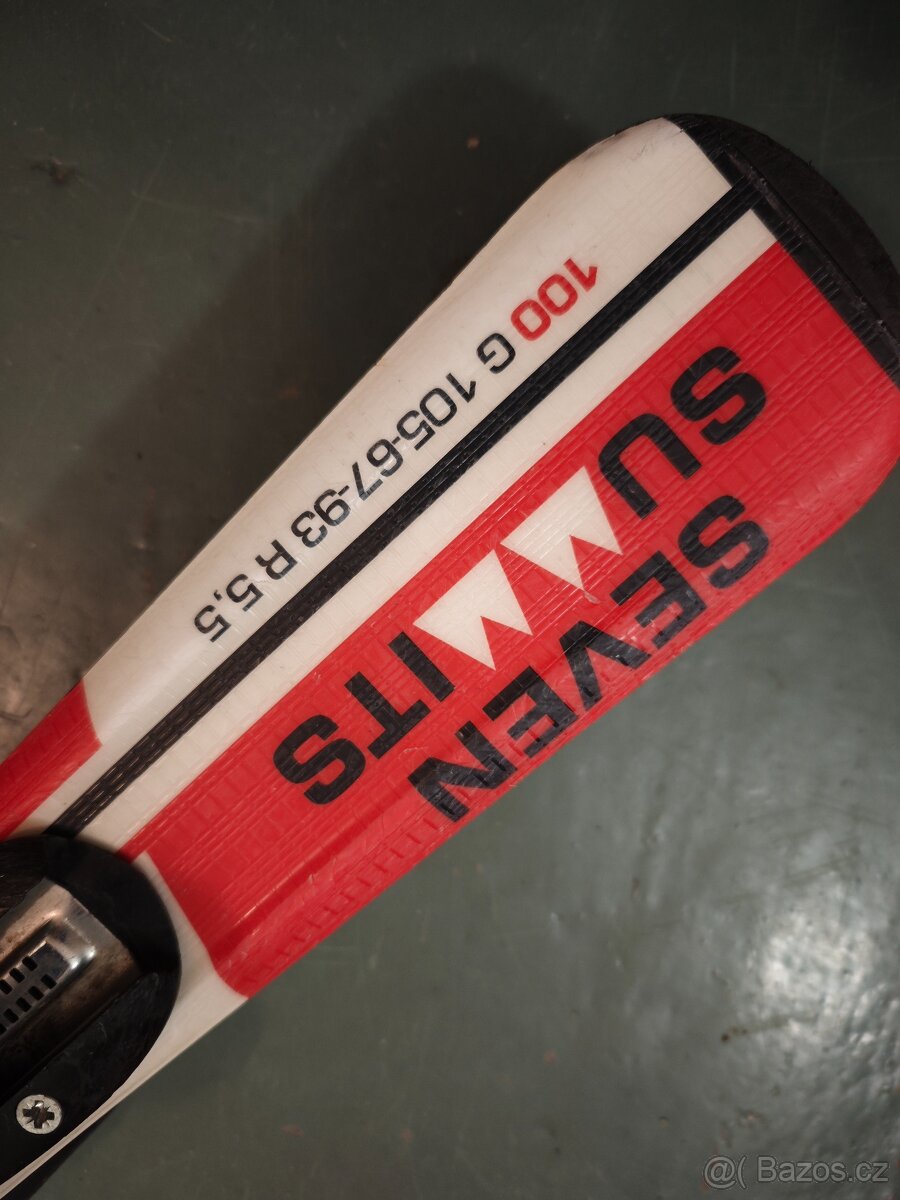 SEVEN
SUMMITS
100 G 105-67-93 R 5,5
@( Bazos.cz